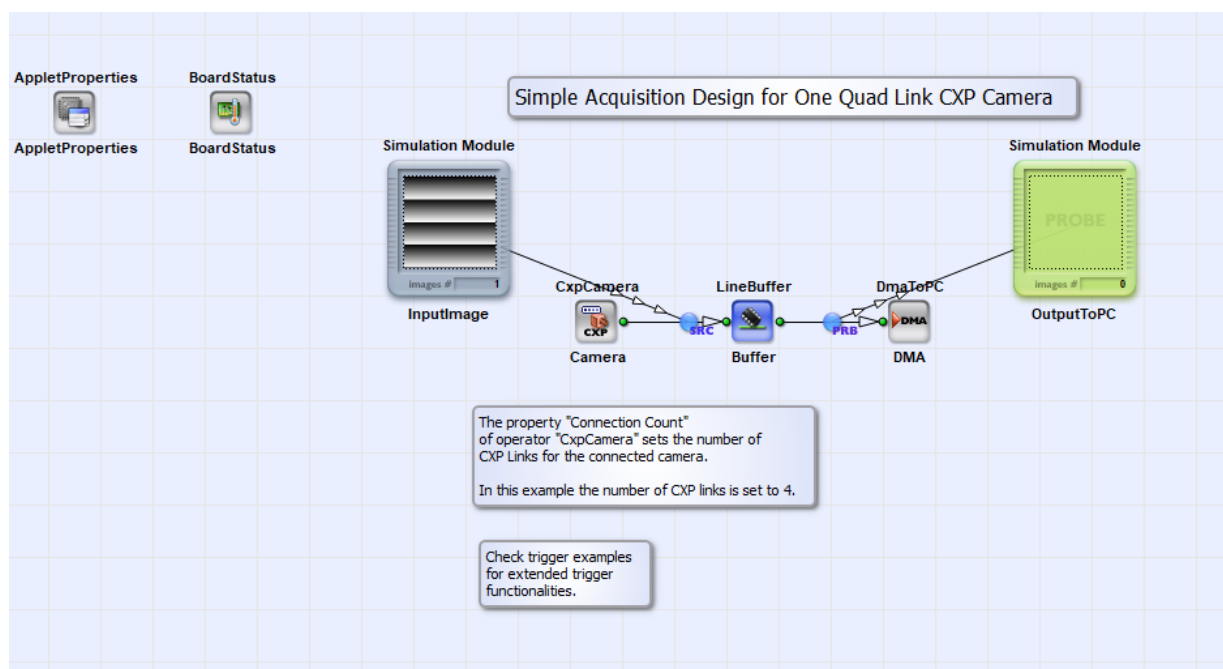 AppletProperties
BoardStatus
AppletProperties
BoardStatus
Simple Acquisition Design for One Quad Link CXP Camera
Simulation Module
images # 1
InputImage
Simulation Module
PROBE
images # 0
OutputToPC
CxpCamera
CXP
Camera
SRC
LineBuffer
Buffer
PRB
DmaToPC
DMA
DMA
The property "Connection Count"
of operator "CxpCamera" sets the number of
CXP Links for the connected camera.
In this example the number of CXP links is set to 4.
Check trigger examples
for extended trigger
functionalities.